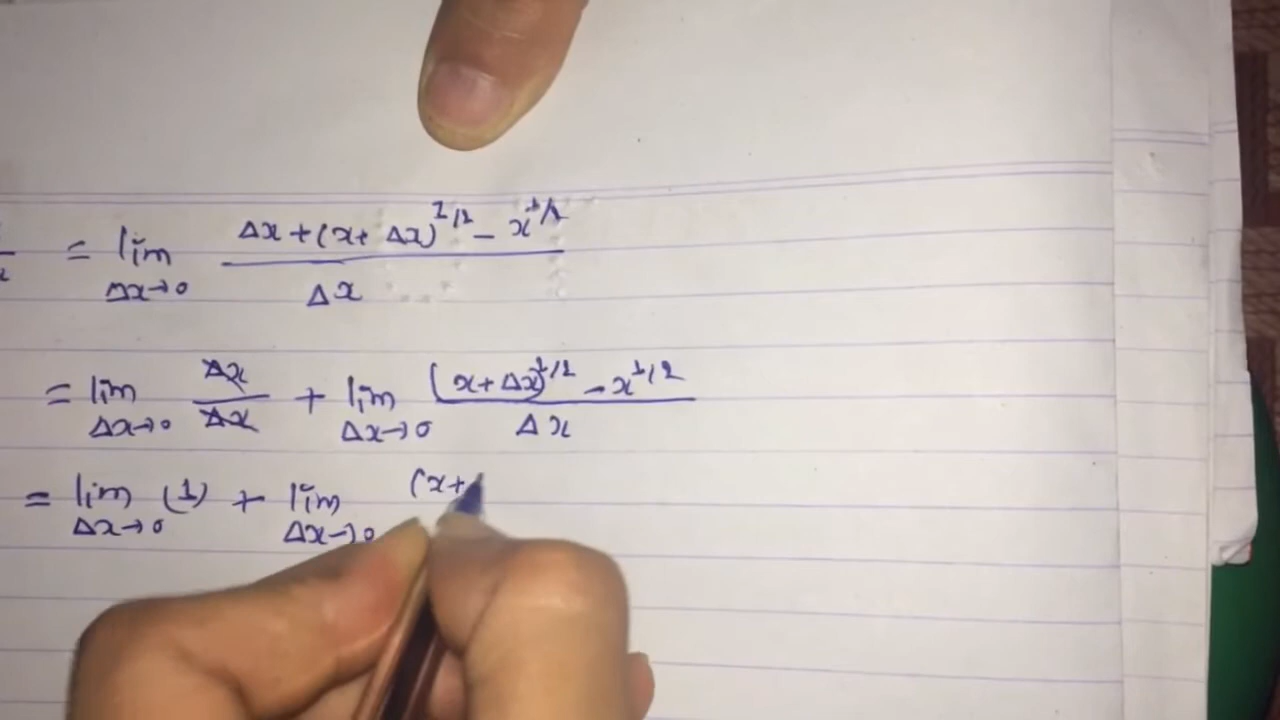 = lim Δx→0 (Δx + (x + Δx)^1/2 − x^1/2) / Δx
= lim Δx→0 Δx/Δx + lim Δx→0 ((x + Δx)^1/2 − x^1/2) / Δx
= lim Δx→0 (1) + lim Δx→0 (x+